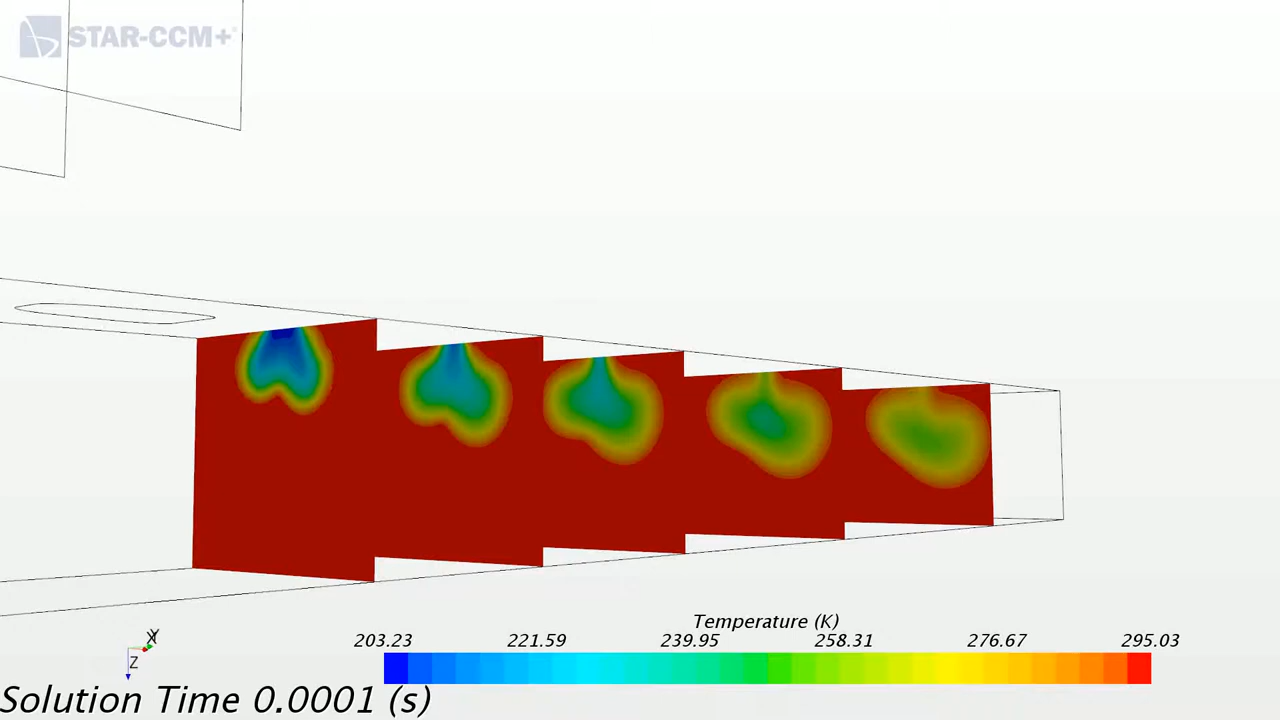 STAR-CCM+
Temperature (K)
203.23 221.59 239.95 258.31 276.67 295.03
Z
Solution Time 0.0001 (s)